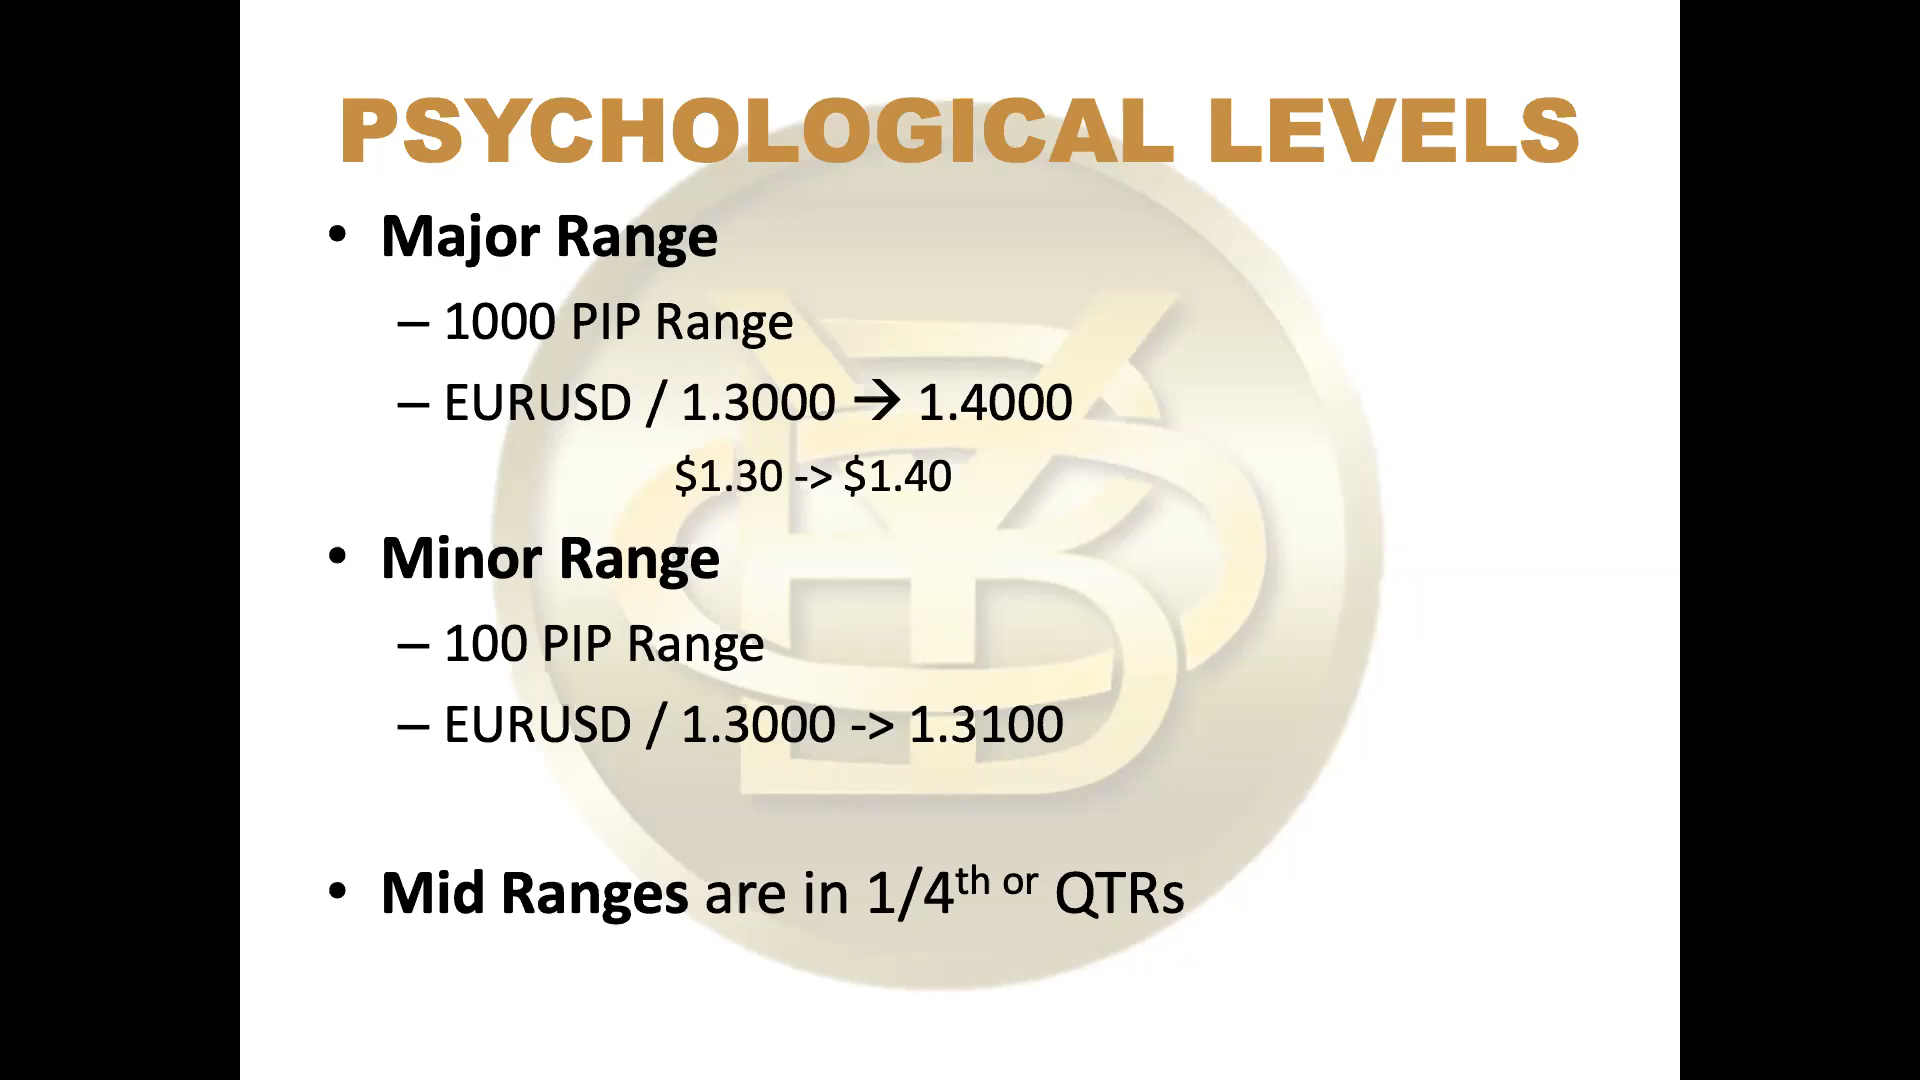 PSYCHOLOGICAL LEVELS
• Major Range
– 1000 PIP Range
– EURUSD / 1.3000 → 1.4000
$1.30 -> $1.40
• Minor Range
– 100 PIP Range
– EURUSD / 1.3000 -> 1.3100
• Mid Ranges are in 1/4th or QTRs